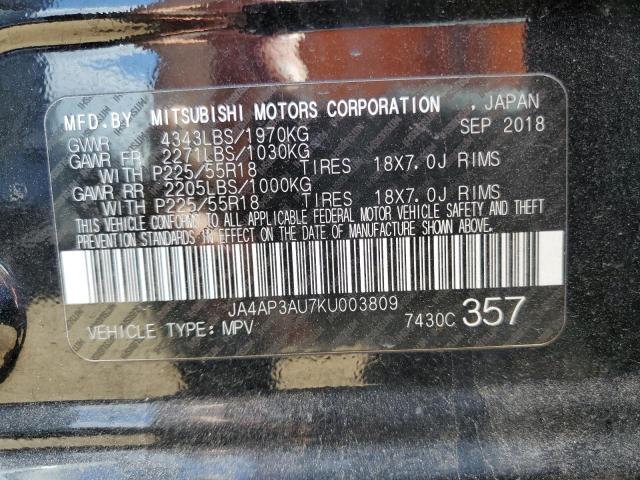 MFD.BY MITSUBISHI MOTORS CORPORATION , JAPAN
GVWR 4343LBS/1970KG SEP 2018
GAWR FR 2271LBS/1030KG
WITH P225/55R18 TIRES 18X7.0J RIMS
GAWR RR 2205LBS/1000KG
WITH P225/55R18 TIRES 18X7.0J RIMS
THIS VEHICLE CONFORMS TO ALL APPLICABLE FEDERAL MOTOR VEHICLE SAFETY AND THEFT
PREVENTION STANDARDS IN EFFECT ON THE DATE OF MANUFACTURE SHOWN ABOVE.
JA4AP3AU7KU003809
VEHICLE TYPE: MPV 7430C 357